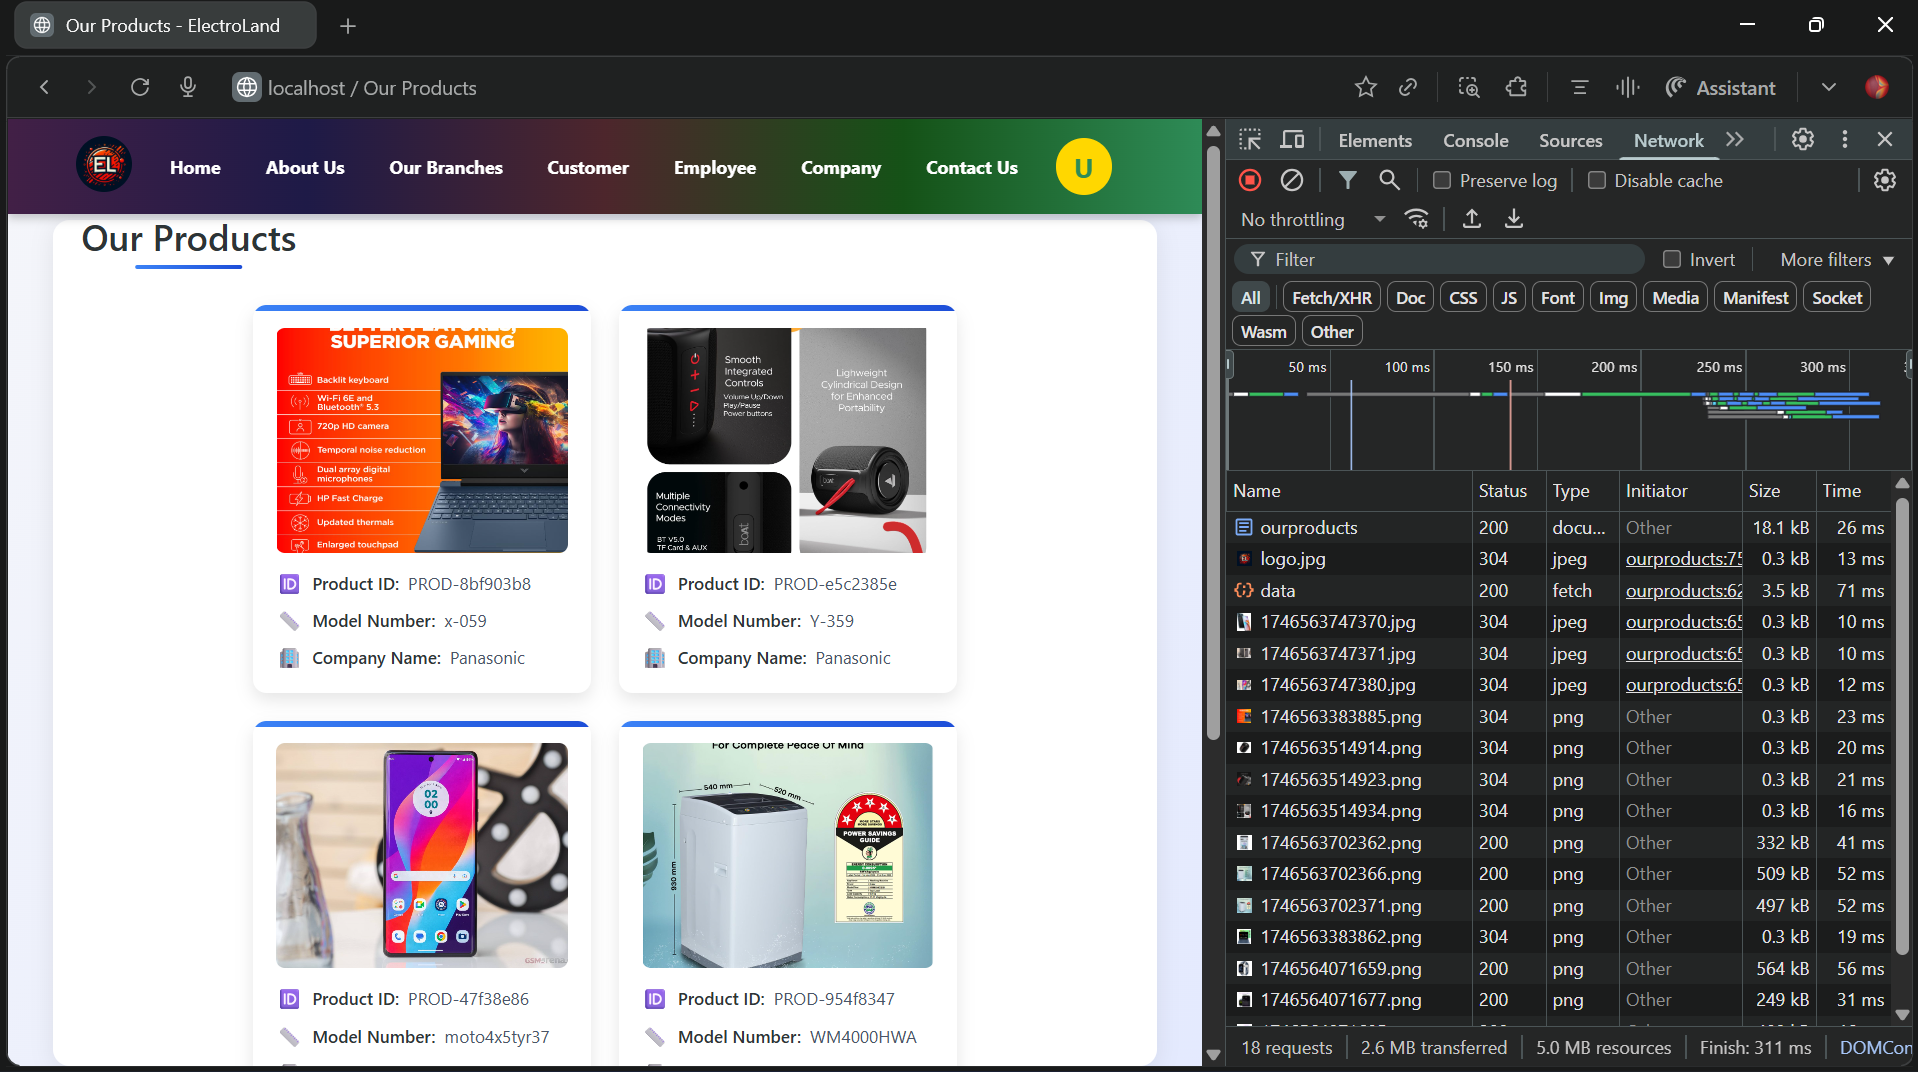 Our Products - ElectroLand
localhost / Our Products
Assistant
EL
Home
About Us
Our Branches
Customer
Employee
Company
Contact Us
U
Our Products
SUPERIOR GAMING
Backlit keyboard
Wi-Fi 6E and
Bluetooth® 5.3
720p HD camera
Temporal noise reduction
Dual array digital
microphones
HP Fast Charge
Updated thermals
Enlarged touchpad
Smooth
Integrated
Controls
Volume Up/Down
Play/Pause
Power buttons
Lighweight
Cylindrical Design
for Enhanced
Portability
Multiple
Connectivity
Modes
BT V5.0
TF Card & AUX
boAt
Product ID: PROD-8bf903b8
Model Number: x-059
Company Name: Panasonic
Product ID: PROD-e5c2385e
Model Number: Y-359
Company Name: Panasonic
02
00
For Complete Peace Of Mind
540 mm
520 mm
930 mm
POWER SAVINGS
GUIDE
Product ID: PROD-47f38e86
Model Number: moto4x5tyr37
Product ID: PROD-954f8347
Model Number: WM4000HWA
Elements
Console
Sources
Network
Preserve log
Disable cache
No throttling
Filter
Invert
More filters
All
Fetch/XHR
Doc
CSS
JS
Font
Img
Media
Manifest
Socket
Wasm
Other
50 ms
100 ms
150 ms
200 ms
250 ms
300 ms
Name Status Type Initiator Size Time
ourproducts 200 docu... Other 18.1 kB 26 ms
logo.jpg 304 jpeg ourproducts:75 0.3 kB 13 ms
data 200 fetch ourproducts:62 3.5 kB 71 ms
1746563747370.jpg 304 jpeg ourproducts:65 0.3 kB 10 ms
1746563747371.jpg 304 jpeg ourproducts:65 0.3 kB 10 ms
1746563747380.jpg 304 jpeg ourproducts:65 0.3 kB 12 ms
1746563383885.png 304 png Other 0.3 kB 23 ms
1746563514914.png 304 png Other 0.3 kB 20 ms
1746563514923.png 304 png Other 0.3 kB 21 ms
1746563514934.png 304 png Other 0.3 kB 16 ms
1746563702362.png 200 png Other 332 kB 41 ms
1746563702366.png 200 png Other 509 kB 52 ms
1746563702371.png 200 png Other 497 kB 52 ms
1746563383862.png 304 png Other 0.3 kB 19 ms
1746564071659.png 200 png Other 564 kB 56 ms
1746564071677.png 200 png Other 249 kB 31 ms
18 requests
2.6 MB transferred
5.0 MB resources
Finish: 311 ms
DOMCon